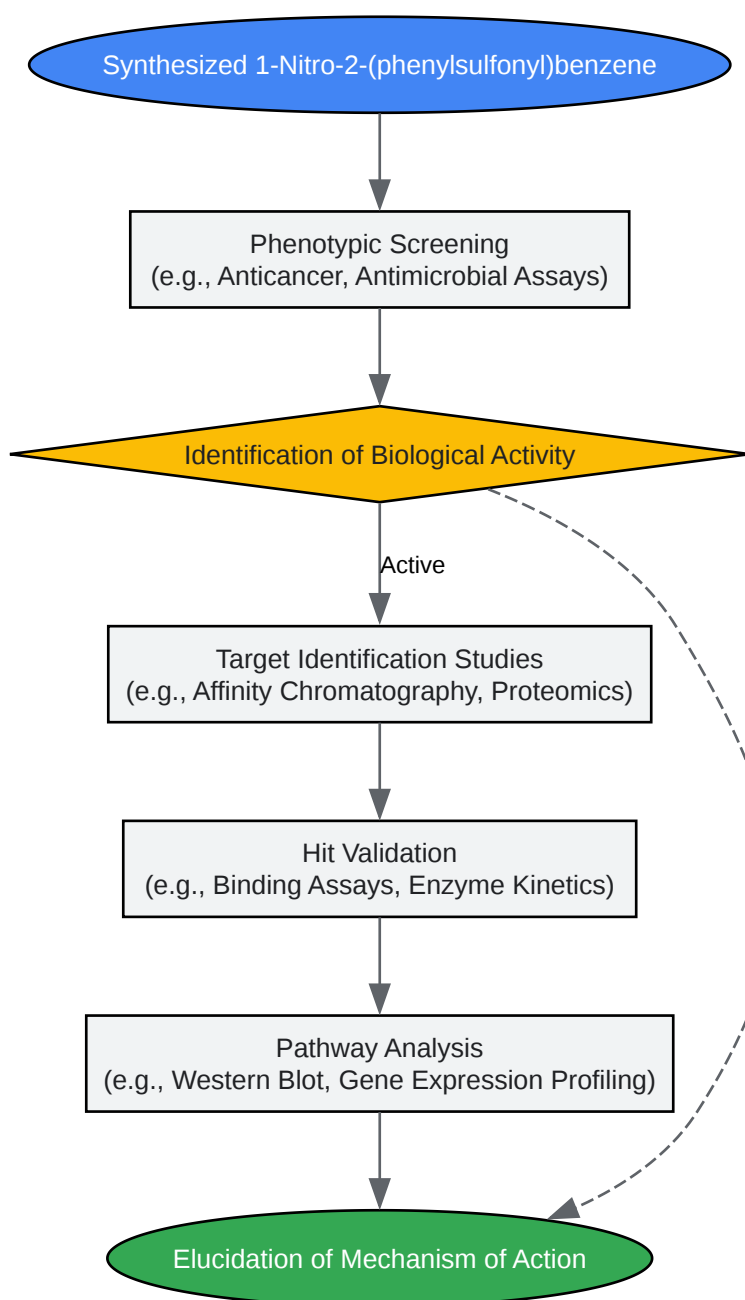 Synthesized 1-Nitro-2-(phenylsulfonyl)benzene
Phenotypic Screening
(e.g., Anticancer, Antimicrobial Assays)
Identification of Biological Activity
Active
Target Identification Studies
(e.g., Affinity Chromatography, Proteomics)
Hit Validation
(e.g., Binding Assays, Enzyme Kinetics)
Pathway Analysis
(e.g., Western Blot, Gene Expression Profiling)
Elucidation of Mechanism of Action